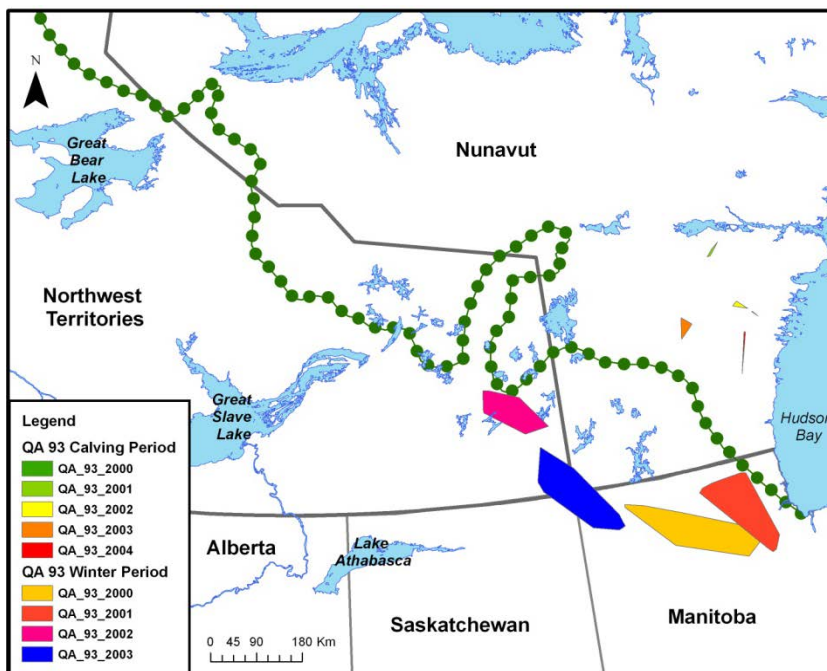 N
Great
Bear
Lake
Nunavut
Northwest
Territories
Great
Slave
Lake
Hudson
Bay
Legend
QA 93 Calving Period
QA_93_2000
QA_93_2001
QA_93_2002
QA_93_2003
QA_93_2004
QA 93 Winter Period
QA_93_2000
QA_93_2001
QA_93_2002
QA_93_2003
Alberta
Lake
Athabasca
Saskatchewan
Manitoba
0 45 90 180 Km